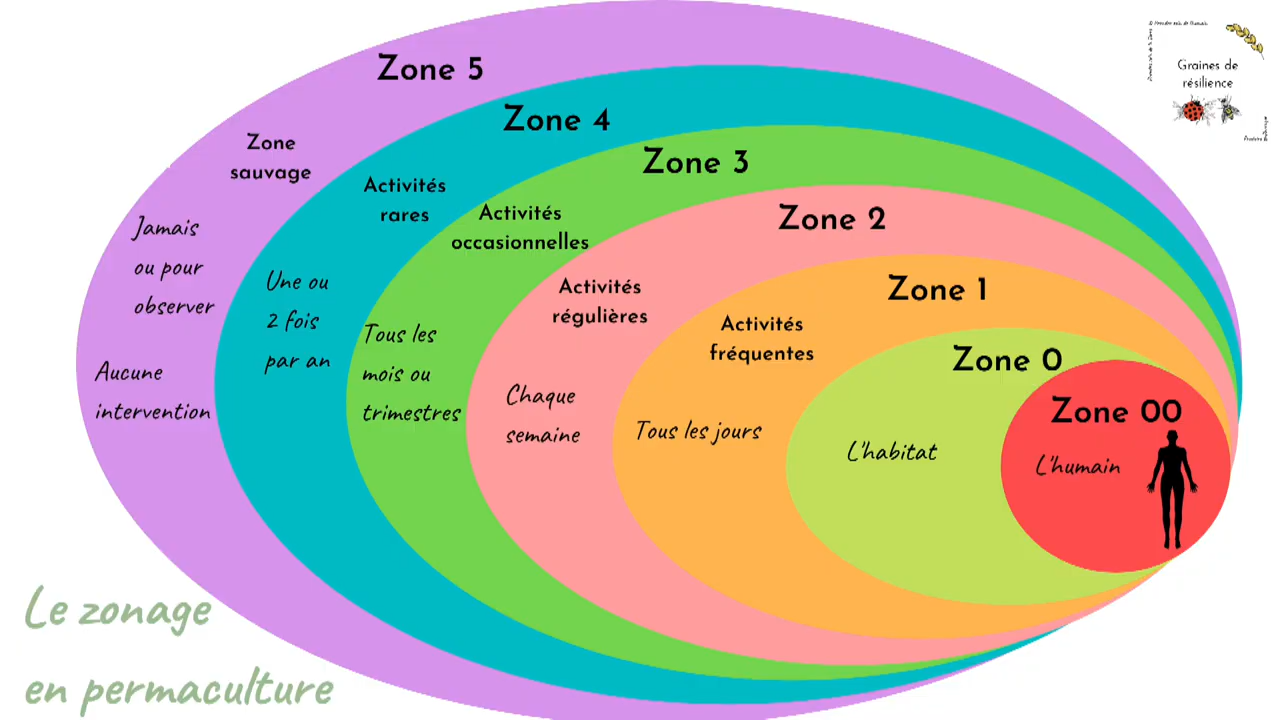 Zone 5
Zone
sauvage
Jamais
ou pour
observer
Aucune
intervention
Zone 4
Activités
rares
Une ou
2 fois
par an
Zone 3
Activités
occasionnelles
Tous les
mois ou
trimestres
Zone 2
Activités
régulières
Chaque
semaine
Zone 1
Activités
fréquentes
Tous les jours
Zone 0
L'habitat
Zone 00
L'humain
Le zonage
en permaculture
Graines de
résilience